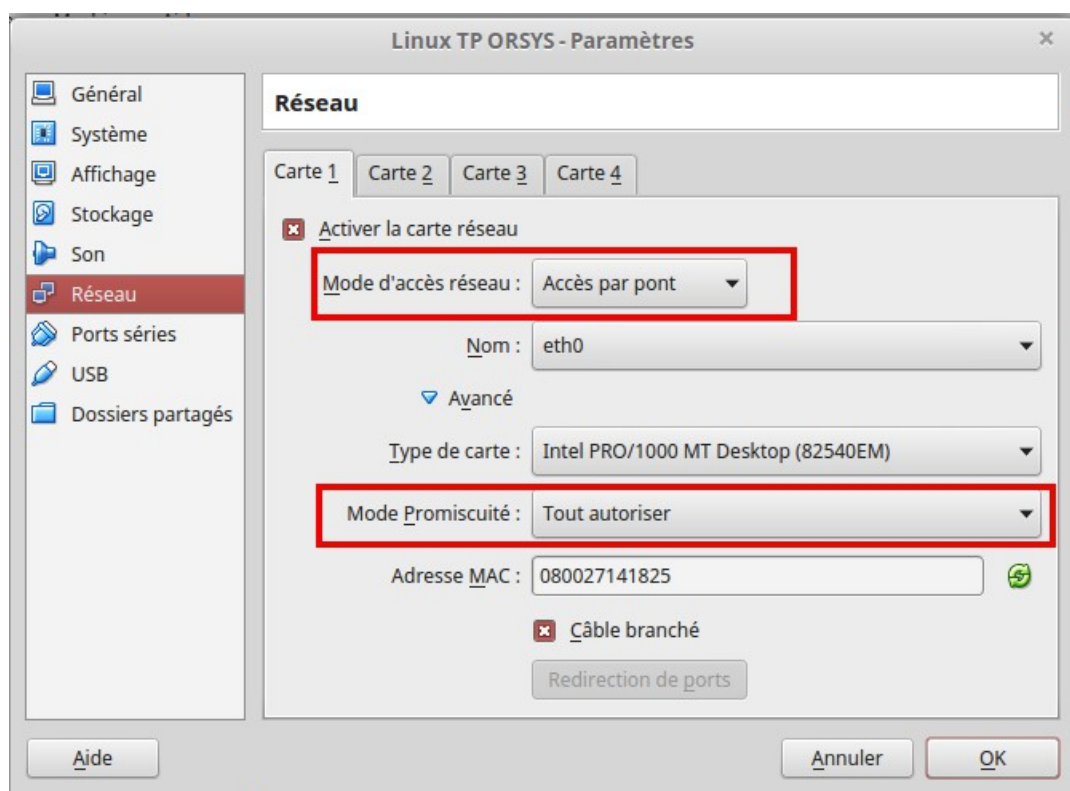 Linux TP ORSYS - Paramètres
Général
Système
Affichage
Stockage
Son
Réseau
Ports séries
USB
Dossiers partagés
Réseau
Carte 1 Carte 2 Carte 3 Carte 4
Activer la carte réseau
Mode d'accès réseau : Accès par pont
Nom : eth0
Avancé
Type de carte : Intel PRO/1000 MT Desktop (82540EM)
Mode Promiscuité : Tout autoriser
Adresse MAC : 080027141825
Câble branché
Redirection de ports
Aide Annuler OK